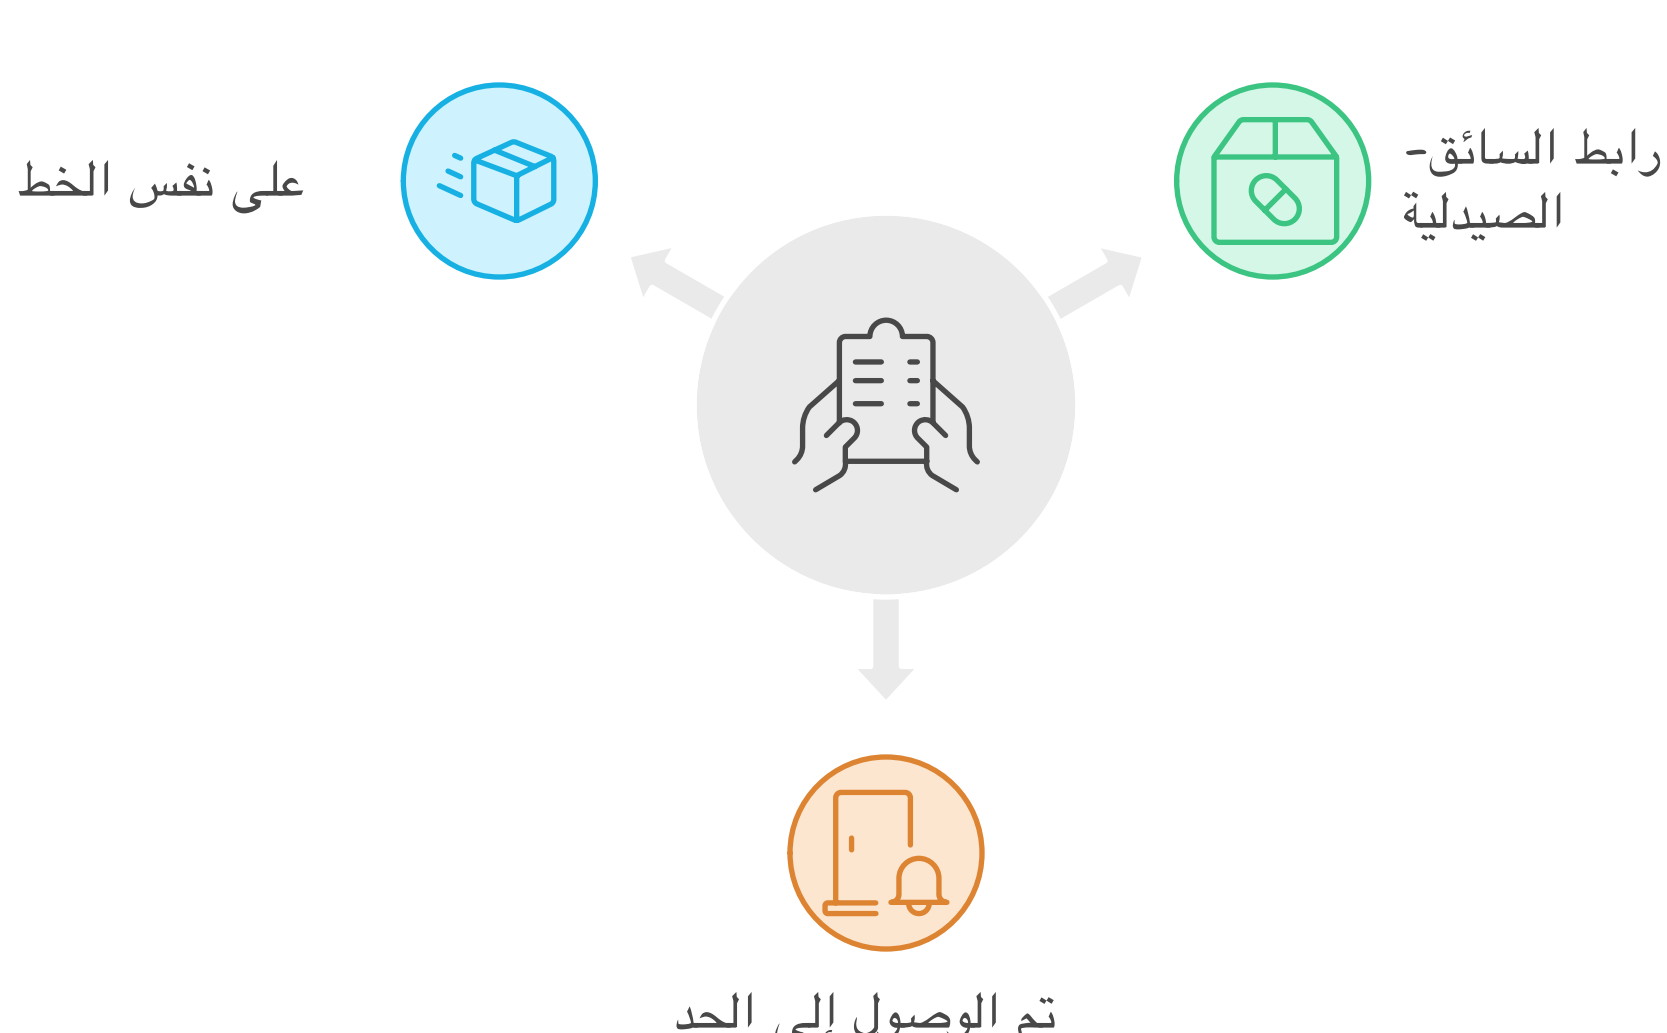 رابط السائق-
الصيدلية
على نفس الخط
تم الوصول إلى الحد